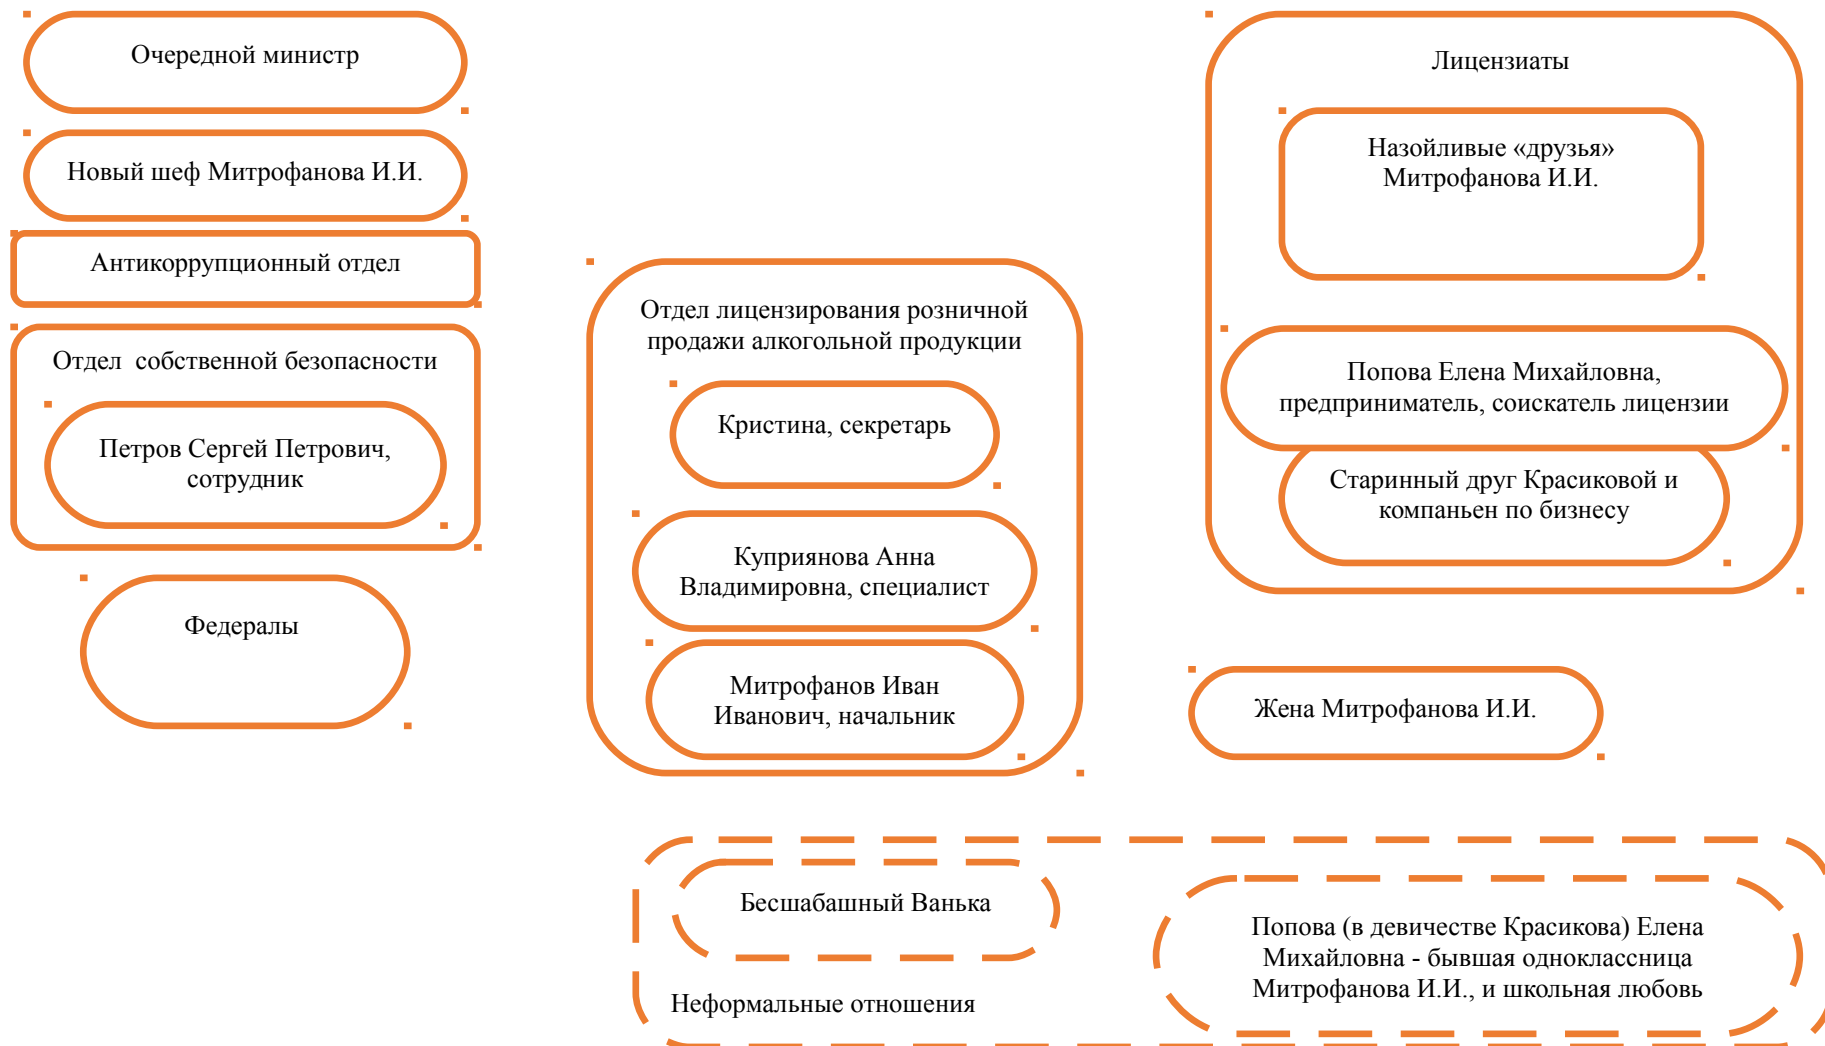 Очередной министр
Новый шеф Митрофанова И.И.
Антикоррупционный отдел
Отдел  собственной безопасности
Петров Сергей Петрович,
сотрудник
Федералы
Отдел лицензирования розничной
продажи алкогольной продукции
Кристина, секретарь
Куприянова Анна
Владимировна, специалист
Митрофанов Иван
Иванович, начальник
Лицензиаты
Назойливые «друзья»
Митрофанова И.И.
Попова Елена Михайловна,
предприниматель, соискатель лицензии
Старинный друг Красиковой и
компаньен по бизнесу
Жена Митрофанова И.И.
Бесшабашный Ванька
Неформальные отношения
Попова (в девичестве Красикова) Елена
Михайловна - бывшая одноклассница
Митрофанова И.И., и школьная любовь